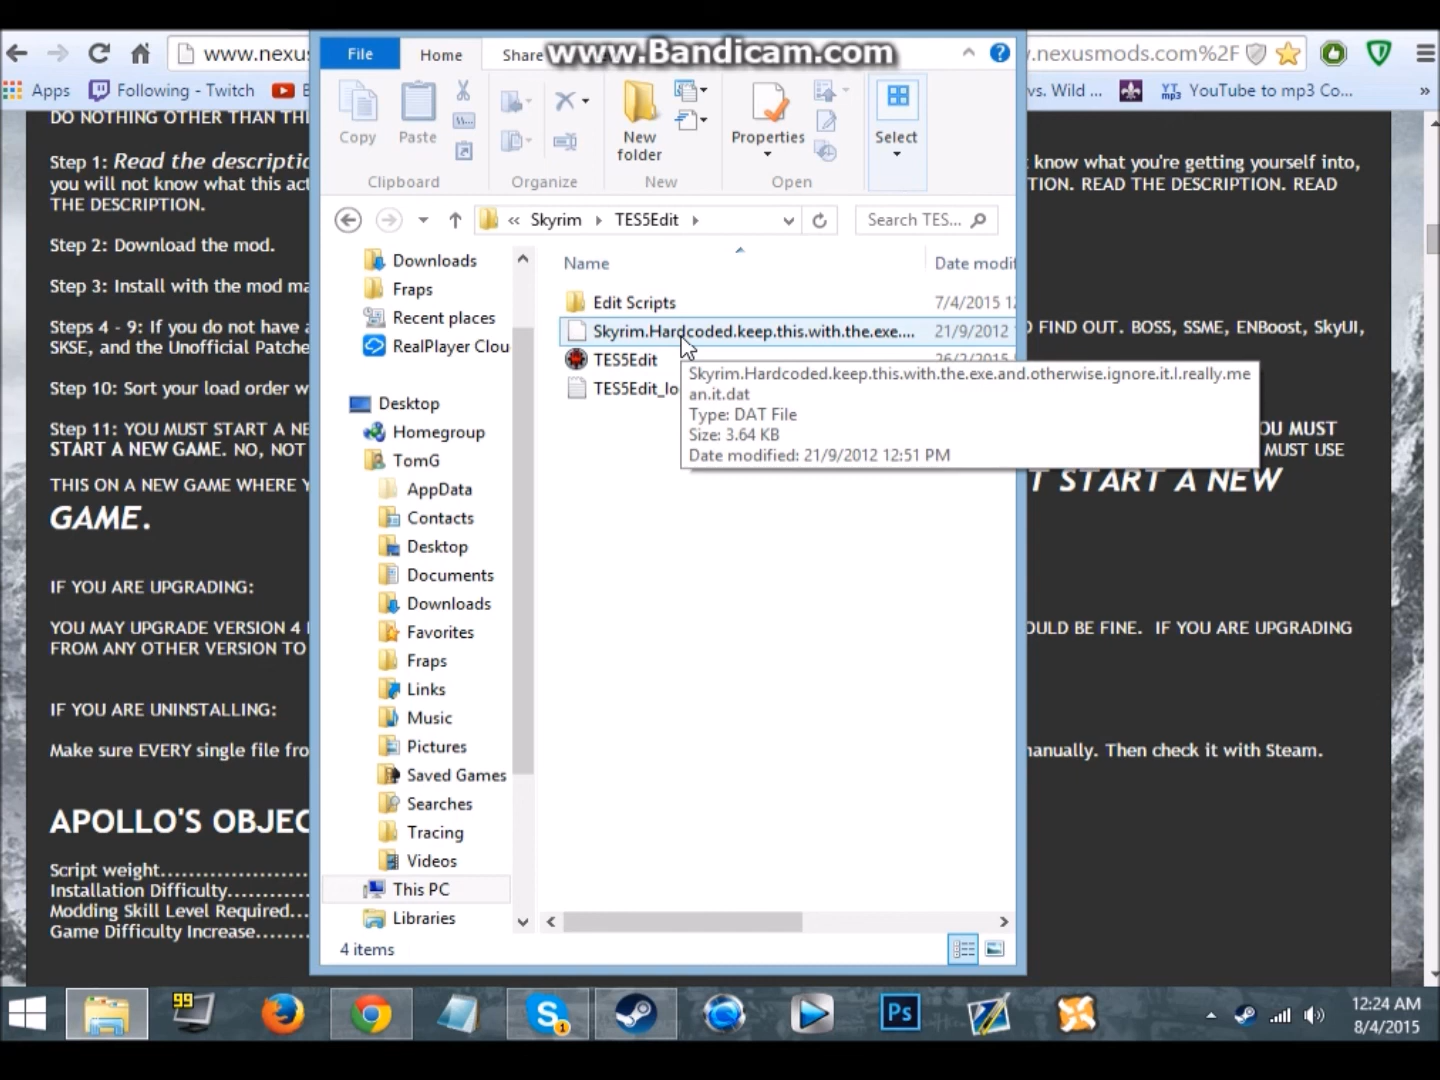 www.Bandicam.com
www.nexus
w.nexusmods.com%2F
File
Home
Share
Apps
Following - Twitch
B
vs. Wild ...
YouTube to mp3 Co...
»
Copy
Paste
New folder
Properties
Select
Clipboard
Organize
New
Open
« Skyrim › TES5Edit ›
Search TES...
Name
Date modif
Downloads
Fraps
Recent places
RealPlayer Clou
Desktop
Homegroup
TomG
AppData
Contacts
Desktop
Documents
Downloads
Favorites
Fraps
Links
Music
Pictures
Saved Games
Searches
Tracing
Videos
This PC
Libraries
Edit Scripts
7/4/2015 12
Skyrim.Hardcoded.keep.this.with.the.exe....
21/9/2012
TES5Edit
26/2/2015
TES5Edit_lo
Skyrim.Hardcoded.keep.this.with.the.exe.and.otherwise.ignore.it.I.really.me
an.it.dat
Type: DAT File
Size: 3.64 KB
Date modified: 21/9/2012 12:51 PM
4 items
DO NOTHING OTHER THAN THI
Step 1: Read the descriptio
t know what you're getting yourself into,
you will not know what this act
TION. READ THE DESCRIPTION. READ
THE DESCRIPTION.
Step 2: Download the mod.
Step 3: Install with the mod ma
Steps 4 - 9: If you do not have a
O FIND OUT. BOSS, SSME, ENBoost, SkyUI,
SKSE, and the Unofficial Patche
Step 10: Sort your load order w
Step 11: YOU MUST START A NE
OU MUST
START A NEW GAME. NO, NOT
MUST USE
THIS ON A NEW GAME WHERE Y
T START A NEW
GAME.
IF YOU ARE UPGRADING:
YOU MAY UPGRADE VERSION 4
OULD BE FINE. IF YOU ARE UPGRADING
FROM ANY OTHER VERSION TO
IF YOU ARE UNINSTALLING:
Make sure EVERY single file fro
manually. Then check it with Steam.
APOLLO'S OBJEC
Script weight..................
Installation Difficulty............
Modding Skill Level Required...
Game Difficulty Increase........
99
Ps
1
12:24 AM
8/4/2015